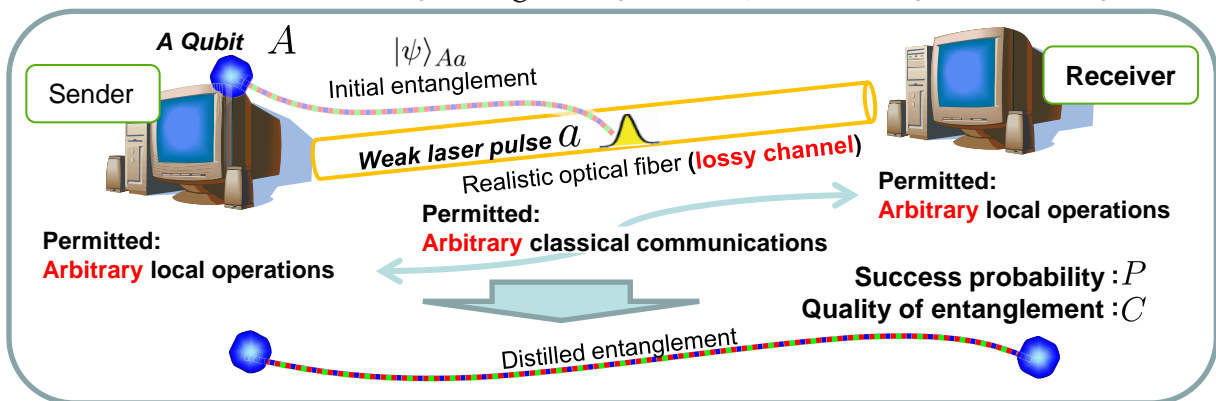 A Qubit A
|ψ⟩Aa
Initial entanglement
Sender
Receiver
Weak laser pulse a
Realistic optical fiber (lossy channel)
Permitted:
Arbitrary local operations
Permitted:
Arbitrary classical communications
Permitted:
Arbitrary local operations
Success probability : P
Quality of entanglement : C
Distilled entanglement